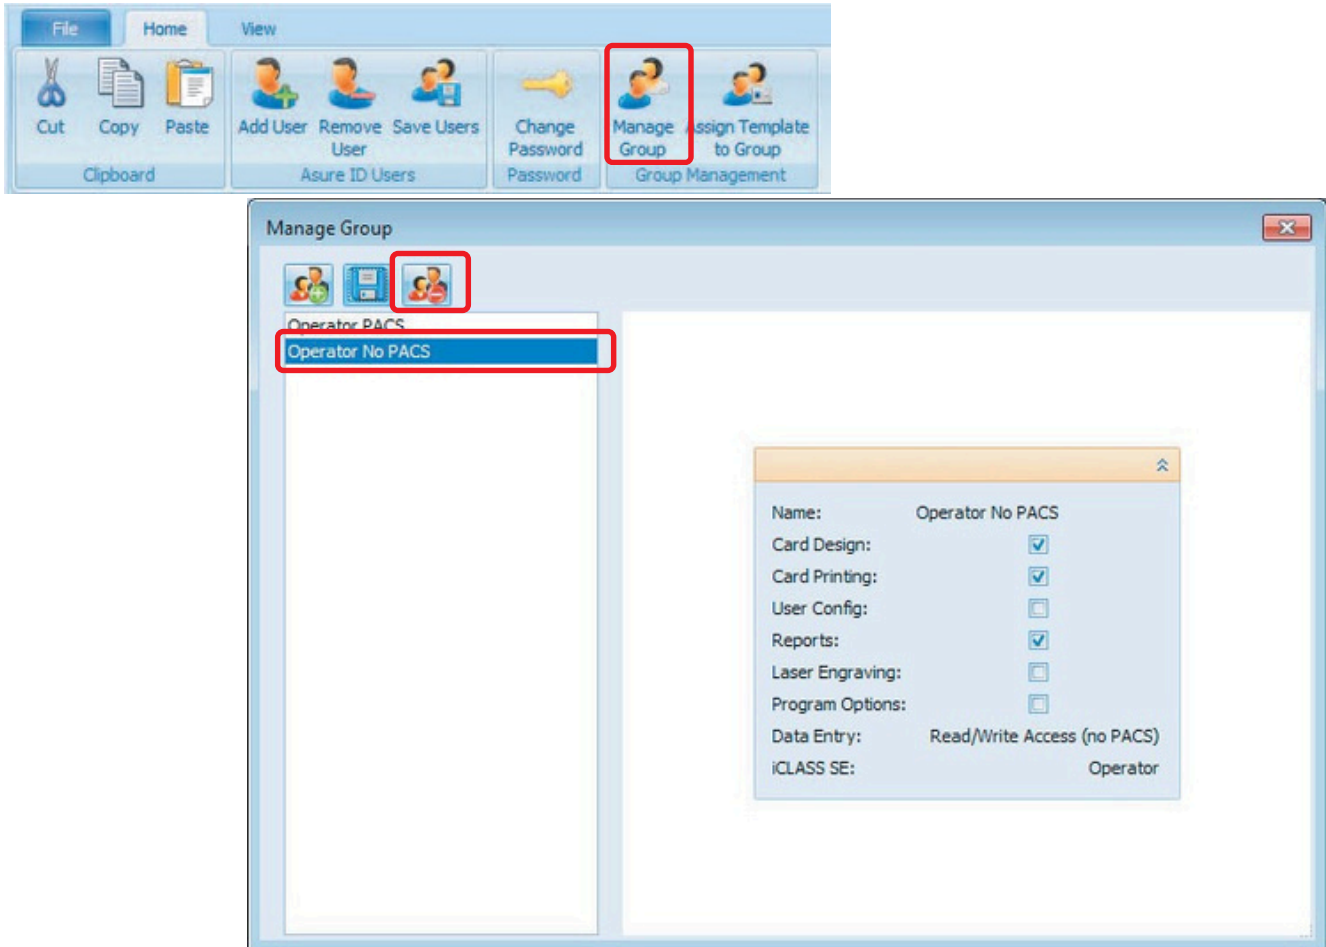 File Home View
Cut Copy Paste Add User Remove User Save Users Change Password Manage Group Assign Template to Group
Clipboard Asure ID Users Password Group Management
Manage Group
Operator PACS
Operator No PACS
Name: Operator No PACS
Card Design:
Card Printing:
User Config:
Reports:
Laser Engraving:
Program Options:
Data Entry: Read/Write Access (no PACS)
iCLASS SE: Operator